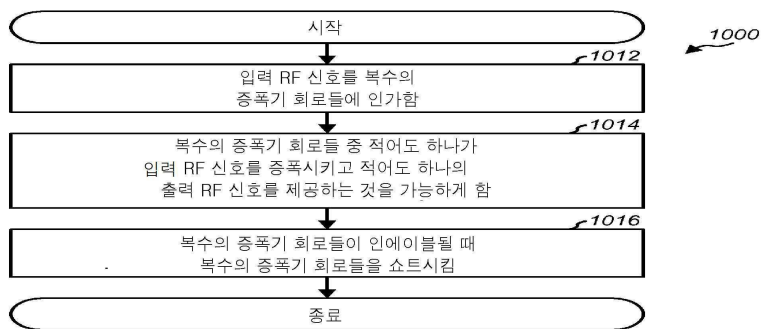 시작
1000
1012
입력 RF 신호를 복수의
증폭기 회로들에 인가함
1014
복수의 증폭기 회로들 중 적어도 하나가
입력 RF 신호를 증폭시키고 적어도 하나의
출력 RF 신호를 제공하는 것을 가능하게 함
1016
복수의 증폭기 회로들이 인에이블될 때
복수의 증폭기 회로들을 쇼트시킴
종료